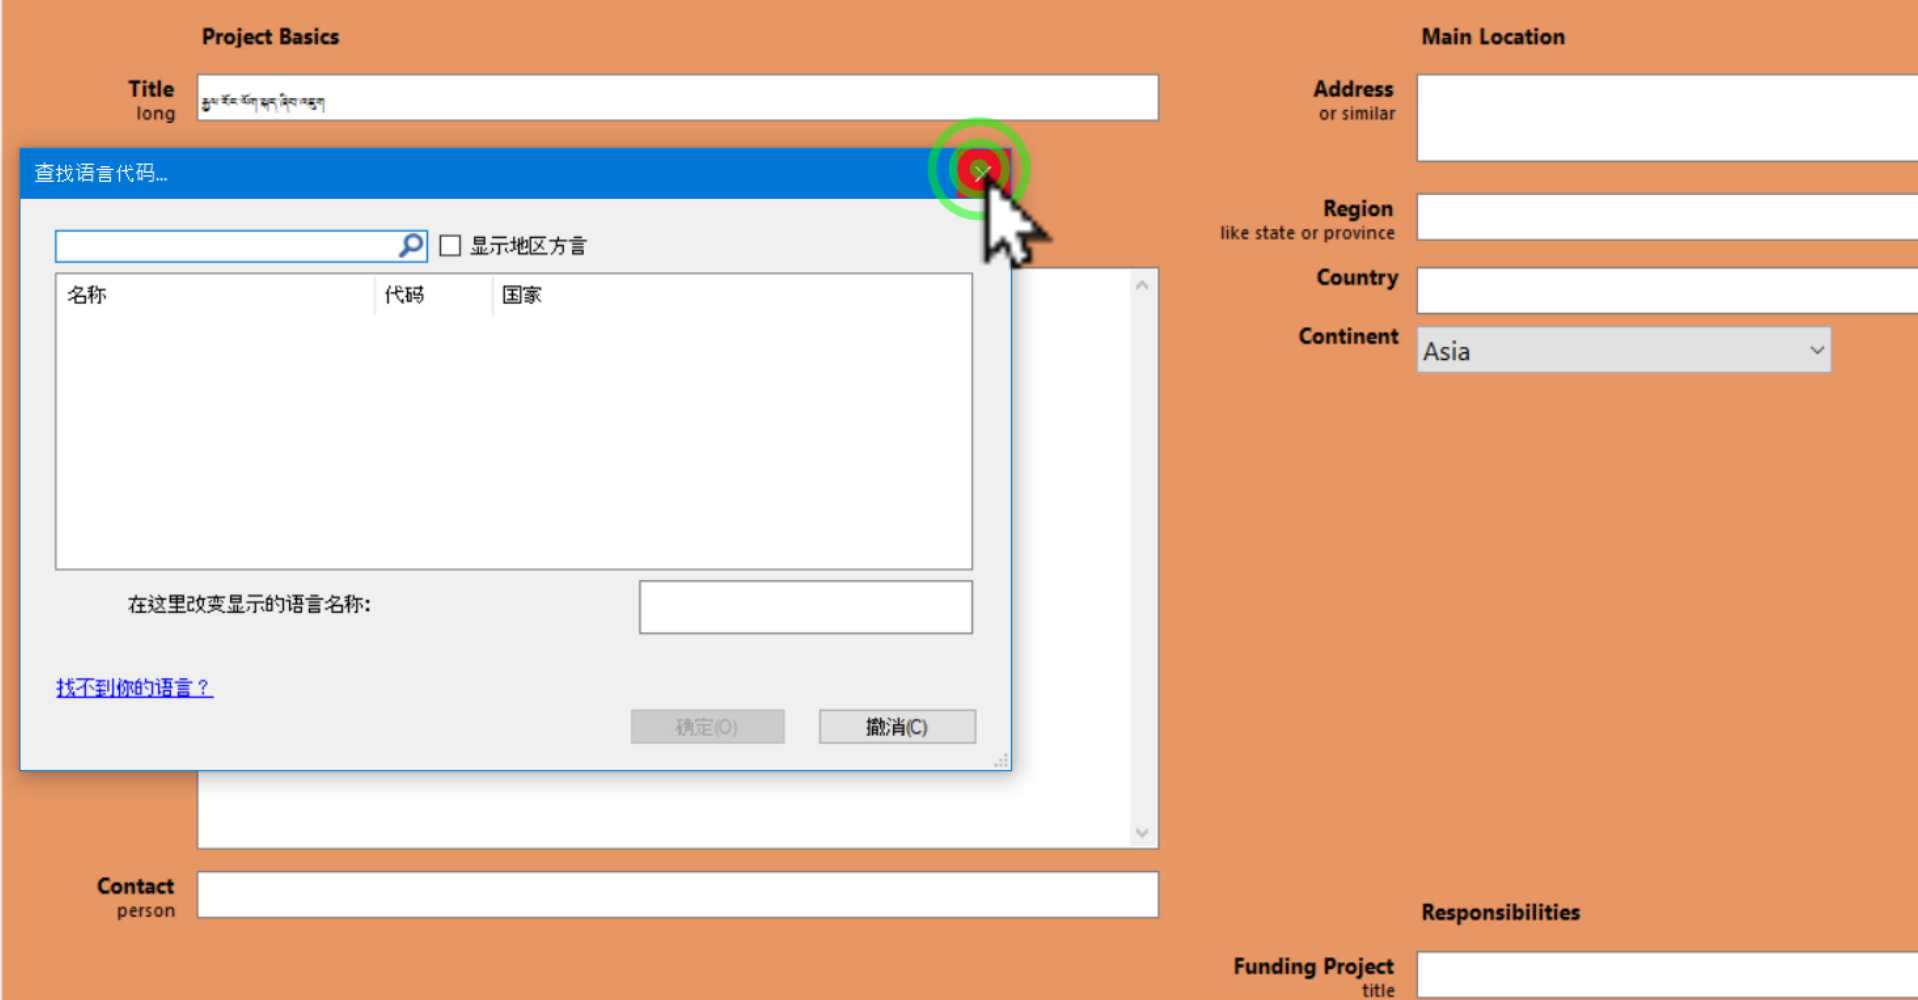 Project Basics
Title
long
རྒྱལ་རོང་ལོག་སྐད་ཞིབ་འཇུག
查找语言代码...
显示地区方言
名称 代码 国家
在这里改变显示的语言名称:
找不到你的语言？
确定(O) 撤消(C)
Contact
person
Main Location
Address
or similar
Region
like state or province
Country
Continent
Asia
Responsibilities
Funding Project
title